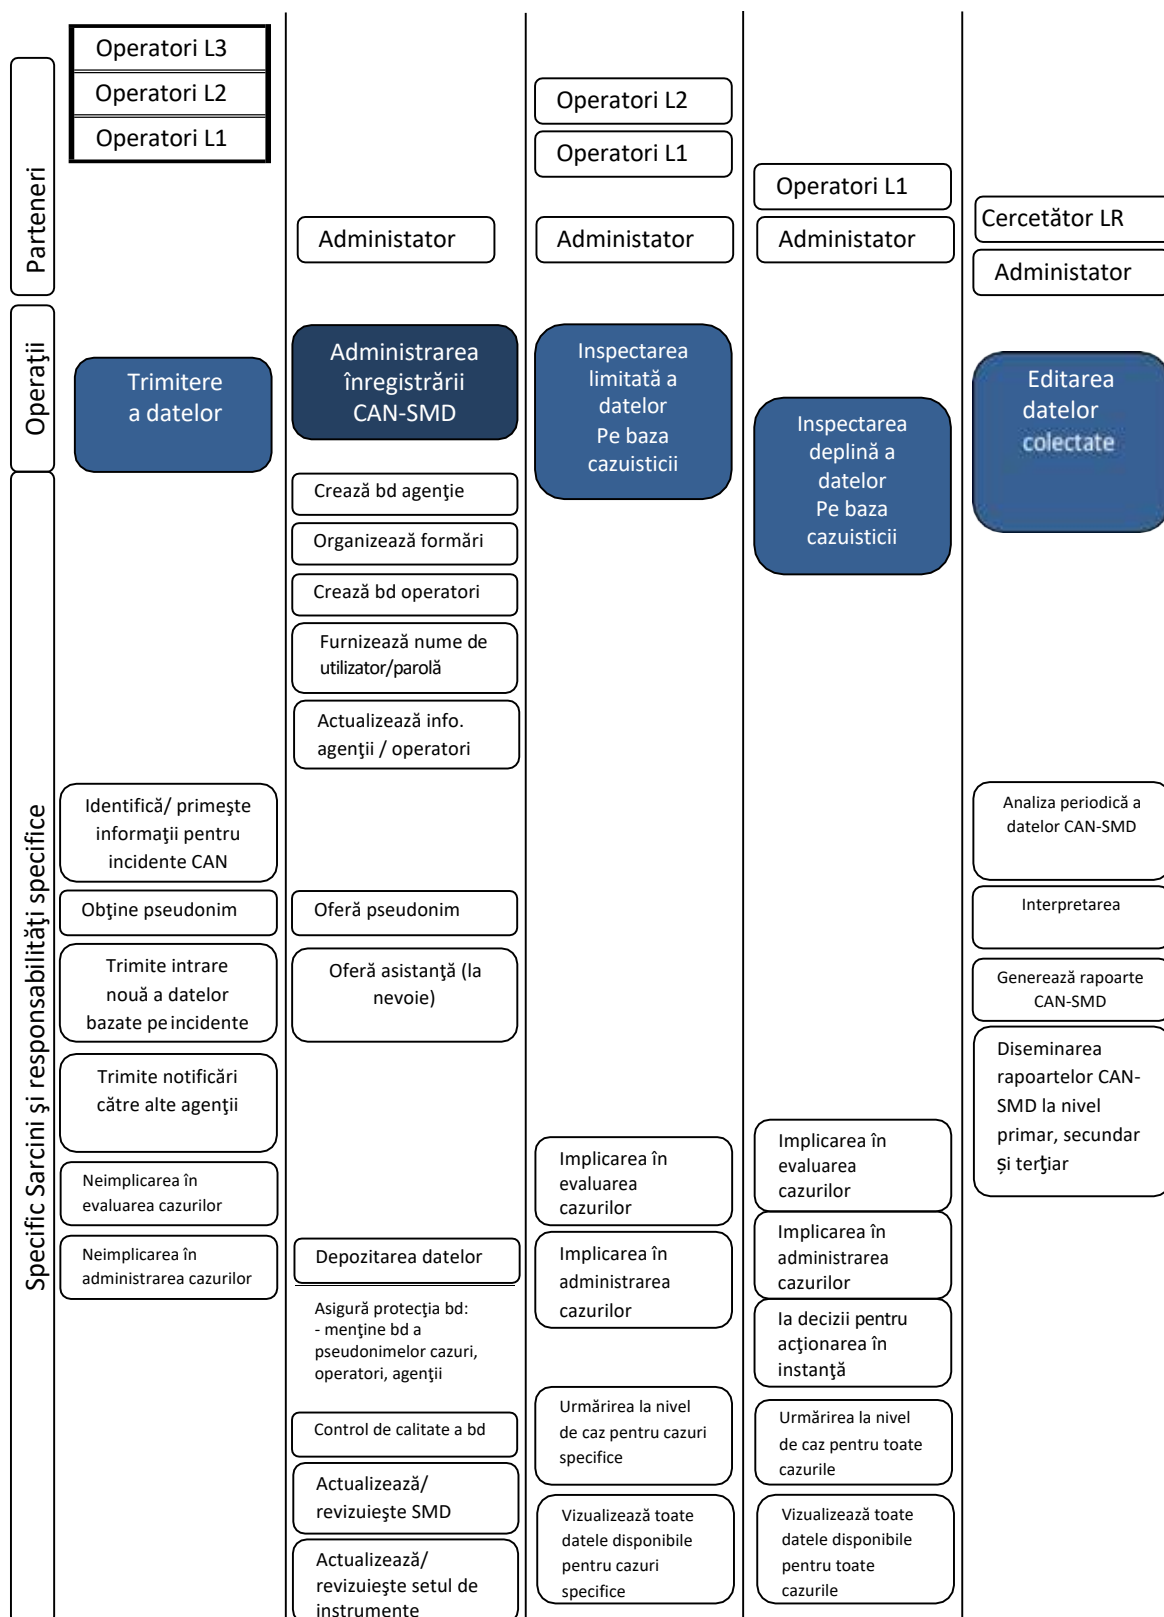 Parteneri
Operatori L3
Operatori L2
Operatori L1
Administator
Operatori L2
Operatori L1
Administator
Operatori L1
Administator
Cercetător LR
Administator
Operaţii
Trimitere
a datelor
Administrarea
înregistrării
CAN-SMD
Inspectarea
limitată a
datelor
Pe baza
cazuisticii
Inspectarea
deplină a
datelor
Pe baza
cazuisticii
Editarea
datelor
colectate
Specific Sarcini şi responsabilităţi specifice
Identifică/ primeşte
informaţii pentru
incidente CAN
Obţine pseudonim
Trimite intrare
nouă a datelor
bazate pe incidente
Trimite notificări
către alte agenţii
Neimplicarea în
evaluarea cazurilor
Neimplicarea în
administrarea cazurilor
Crează bd agenţie
Organizează formări
Crează bd operatori
Furnizează nume de
utilizator/parolă
Actualizează info.
agenţii / operatori
Oferă pseudonim
Oferă asistanţă (la
nevoie)
Depozitarea datelor
Asigură protecţia bd:
- menţine bd a
pseudonimelor cazuri,
operatori, agenţii
Control de calitate a bd
Actualizează/
revizuieşte SMD
Actualizează/
revizuieşte setul de
instrumente
Implicarea în
evaluarea
cazurilor
Implicarea în
administrarea
cazurilor
Urmărirea la nivel
de caz pentru cazuri
specifice
Vizualizează toate
datele disponibile
pentru cazuri
specifice
Implicarea în
evaluarea
cazurilor
Implicarea în
administrarea
cazurilor
Ia decizii pentru
acţionarea în
instanţă
Urmărirea la nivel
de caz pentru toate
cazurile
Vizualizează toate
datele disponibile
pentru toate
cazurile
Analiza periodică a
datelor CAN-SMD
Interpretarea
Generează rapoarte
CAN-SMD
Diseminarea
rapoartelor CAN-
SMD la nivel
primar, secundar
și terţiar